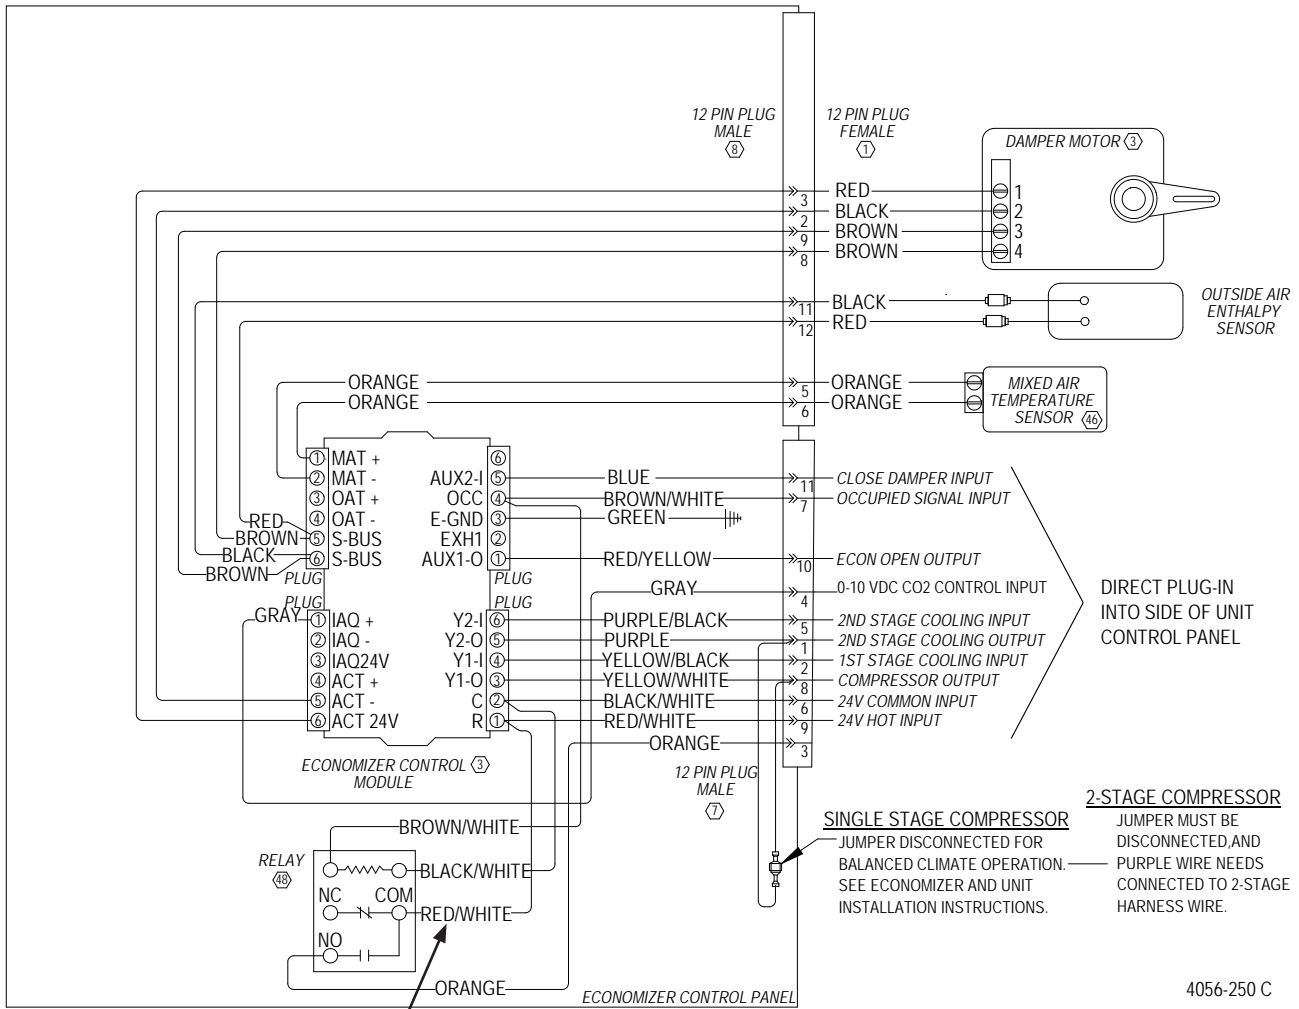 12 PIN PLUG
MALE
8
12 PIN PLUG
FEMALE
1
DAMPER MOTOR 3
3 RED 1
2 BLACK 2
9 BROWN 3
8 BROWN 4
11 BLACK
12 RED
OUTSIDE AIR
ENTHALPY
SENSOR
ORANGE 5 ORANGE
ORANGE 6 ORANGE
MIXED AIR
TEMPERATURE
SENSOR 46
1 MAT +
2 MAT -
3 OAT +
4 OAT -
RED
BROWN 5 S-BUS
BLACK 6 S-BUS
BROWN
PLUG
6
AUX2-I 5 BLUE 11 CLOSE DAMPER INPUT
OCC 4 BROWN/WHITE 7 OCCUPIED SIGNAL INPUT
E-GND 3 GREEN
EXH1 2
AUX1-O 1 RED/YELLOW 10 ECON OPEN OUTPUT
PLUG
GRAY 4 0-10 VDC CO2 CONTROL INPUT
PLUG
GRAY 1 IAQ +
2 IAQ -
3 IAQ24V
4 ACT +
5 ACT -
6 ACT 24V
PLUG
Y2-I 6 PURPLE/BLACK 5 2ND STAGE COOLING INPUT
Y2-O 5 PURPLE 1 2ND STAGE COOLING OUTPUT
Y1-I 4 YELLOW/BLACK 2 1ST STAGE COOLING INPUT
Y1-O 3 YELLOW/WHITE 8 COMPRESSOR OUTPUT
C 2 BLACK/WHITE 6 24V COMMON INPUT
R 1 RED/WHITE 9 24V HOT INPUT
ORANGE 3
DIRECT PLUG-IN
INTO SIDE OF UNIT
CONTROL PANEL
ECONOMIZER CONTROL 3
MODULE
12 PIN PLUG
MALE
7
BROWN/WHITE
RELAY
48
BLACK/WHITE
NC COM
RED/WHITE
NO
ORANGE
ECONOMIZER CONTROL PANEL
SINGLE STAGE COMPRESSOR
JUMPER DISCONNECTED FOR
BALANCED CLIMATE OPERATION.
SEE ECONOMIZER AND UNIT
INSTALLATION INSTRUCTIONS.
2-STAGE COMPRESSOR
JUMPER MUST BE
DISCONNECTED,AND
PURPLE WIRE NEEDS
CONNECTED TO 2-STAGE
HARNESS WIRE.
4056-250 C